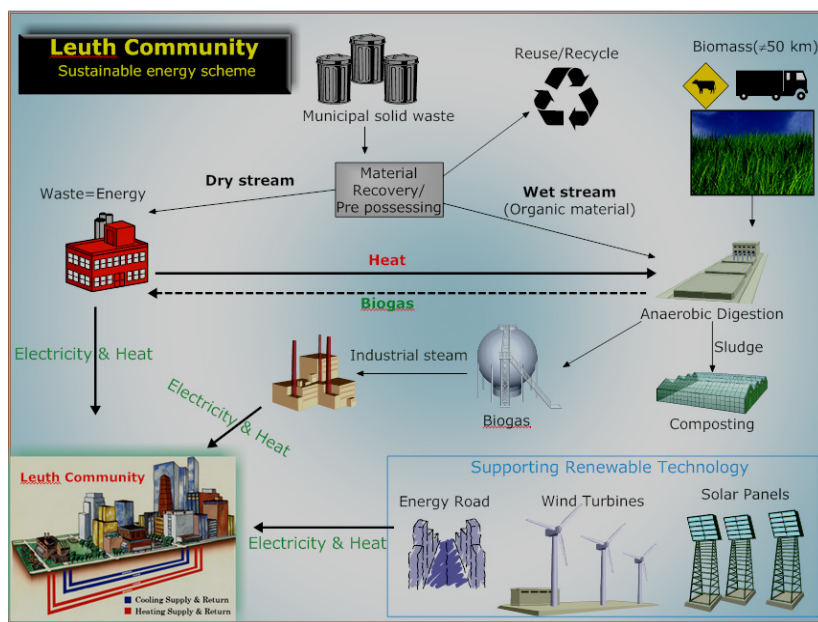 Leuth Community
Sustainable energy scheme
Municipal solid waste
Reuse/Recycle
Biomass(≠50 km)
Material
Recovery/
Pre possessing
Dry stream
Wet stream
(Organic material)
Waste=Energy
Heat
Biogas
Anaerobic Digestion
Electricity & Heat
Industrial steam
Sludge
Electricity & Heat
Biogas
Composting
Leuth Community
Supporting Renewable Technology
Energy Road
Wind Turbines
Solar Panels
Electricity & Heat
Cooling Supply & Return
Heating Supply & Return